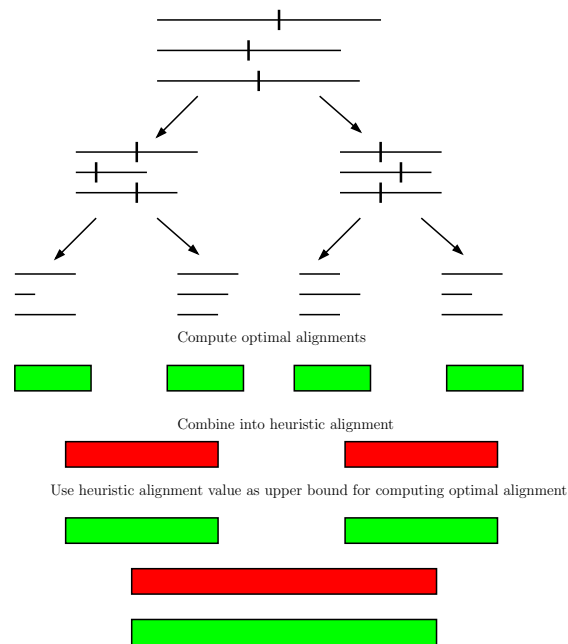 Compute optimal alignments
Combine into heuristic alignment
Use heuristic alignment value as upper bound for computing optimal alignment